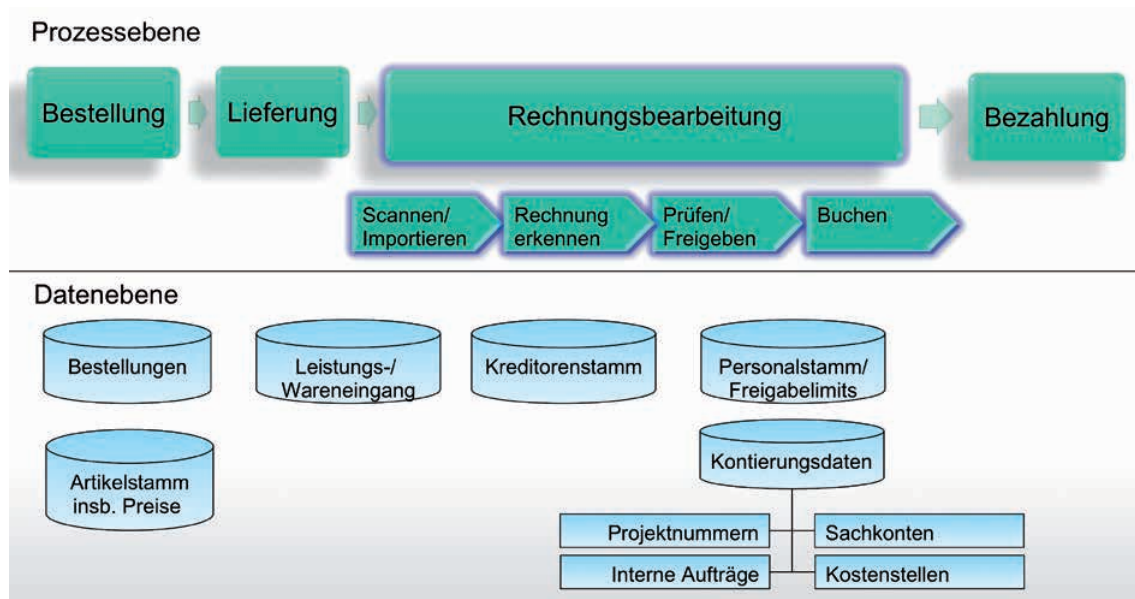 Prozessebene
Bestellung
Lieferung
Rechnungsbearbeitung
Bezahlung
Scannen/
Importieren
Rechnung
erkennen
Prüfen/
Freigeben
Buchen
Datenebene
Bestellungen
Leistungs-/
Wareneingang
Kreditorenstamm
Personalstamm/
Freigabelimits
Artikelstamm
insb. Preise
Kontierungsdaten
Projektnummern
Sachkonten
Interne Aufträge
Kostenstellen